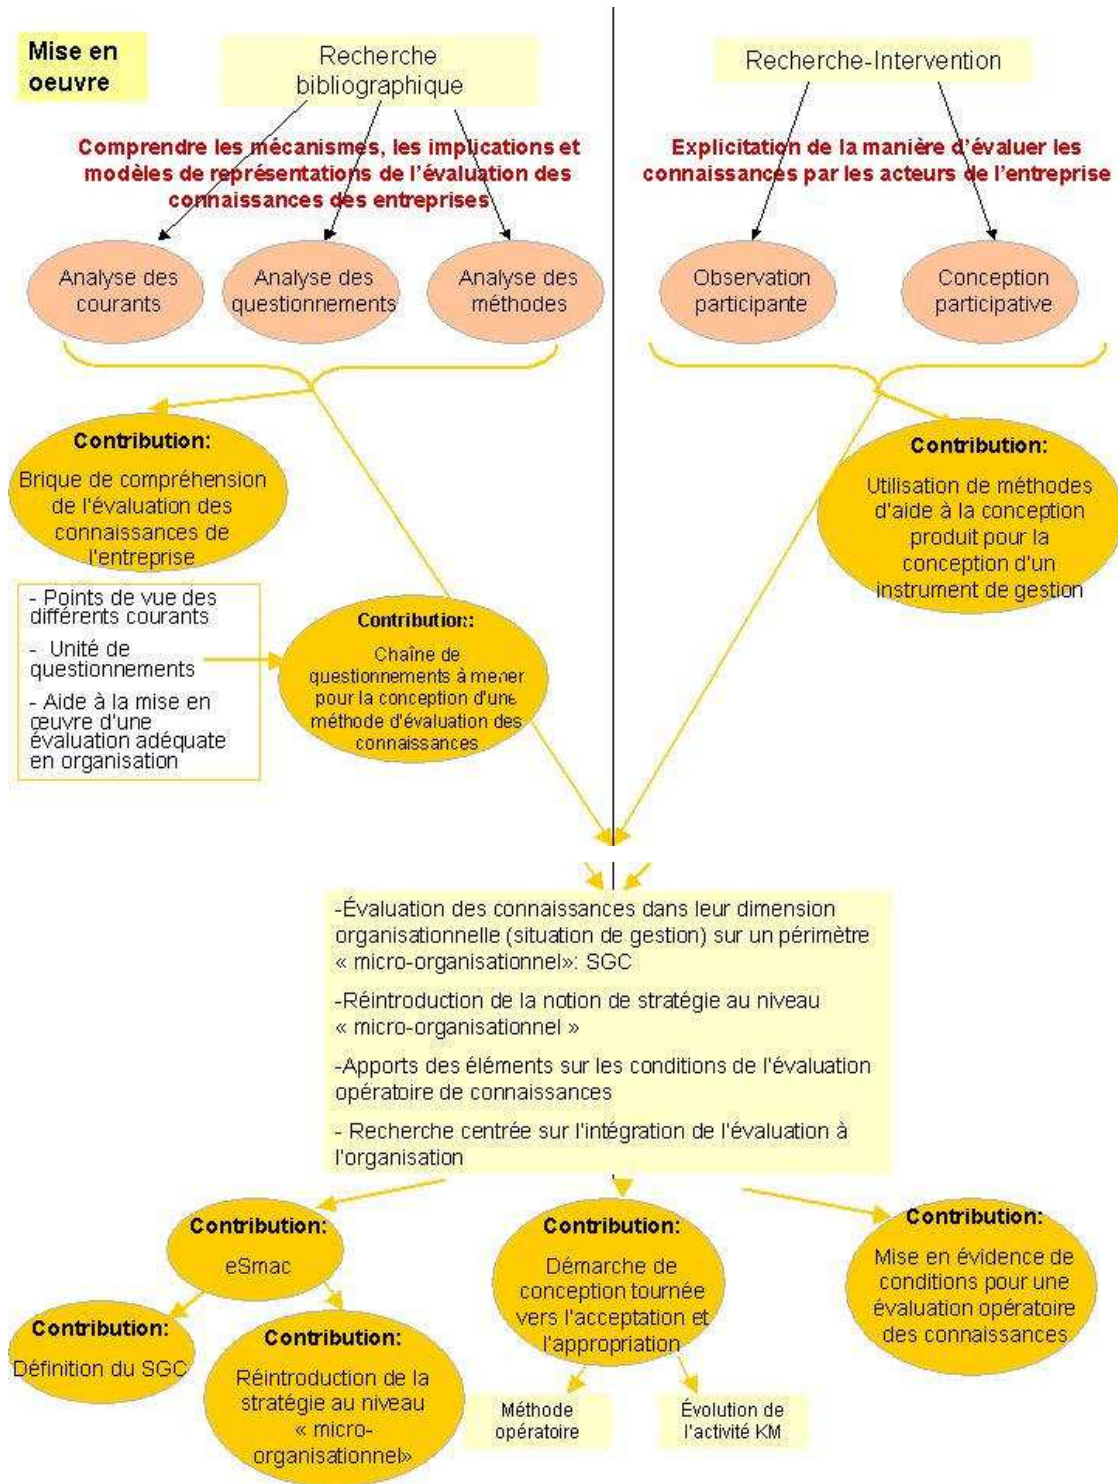 Mise en
oeuvre
Recherche
bibliographique
Recherche-Intervention
Comprendre les mécanismes, les implications et
modèles de représentations de l'évaluation des
connaissances des entreprises
Explicitation de la manière d'évaluer les
connaissances par les acteurs de l'entreprise
Analyse des
courants
Analyse des
questionnements
Analyse des
méthodes
Observation
participante
Conception
participative
Contribution:
Brique de compréhension
de l'évaluation des
connaissances de
l'entreprise
Contribution:
Utilisation de méthodes
d'aide à la conception
produit pour la
conception d'un
instrument de gestion
- Points de vue des
différents courants
- Unité de
questionnements
- Aide à la mise en
œuvre d'une
évaluation adéquate
en organisation
Contribution:
Chaîne de
questionnements à mener
pour la conception d'une
méthode d'évaluation des
connaissances
-Évaluation des connaissances dans leur dimension
organisationnelle (situation de gestion) sur un périmètre
« micro-organisationnel»: SGC
-Réintroduction de la notion de stratégie au niveau
« micro-organisationnel »
-Apports des éléments sur les conditions de l'évaluation
opératoire de connaissances
- Recherche centrée sur l'intégration de l'évaluation à
l'organisation
Contribution:
eSmac
Contribution:
Démarche de
conception tournée
vers l'acceptation et
l'appropriation
Contribution:
Mise en évidence de
conditions pour une
évaluation opératoire
des connaissances
Contribution:
Définition du SGC
Contribution:
Réintroduction de la
stratégie au niveau
« micro-
organisationnel»
Méthode
opératoire
Évolution de
l'activité KM